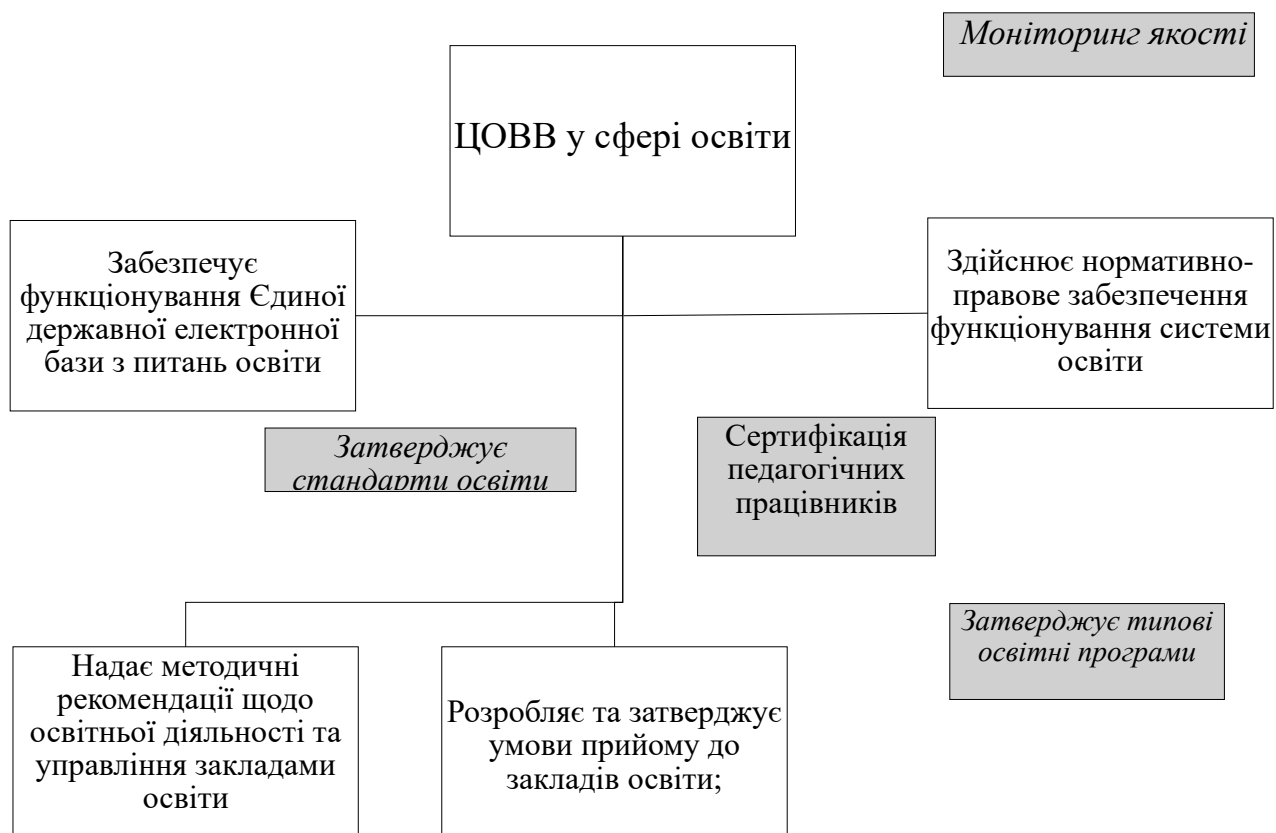 Моніторинг якості
ЦОВВ у сфері освіти
Забезпечує
функціонування Єдиної
державної електронної
бази з питань освіти
Здійснює нормативно-
правове забезпечення
функціонування системи
освіти
Затверджує
стандарти освіти
Сертифікація
педагогічних
працівників
Затверджує типові
освітні програми
Надає методичні
рекомендації щодо
освітньої діяльності та
управління закладами
освіти
Розробляє та затверджує
умови прийому до
закладів освіти;